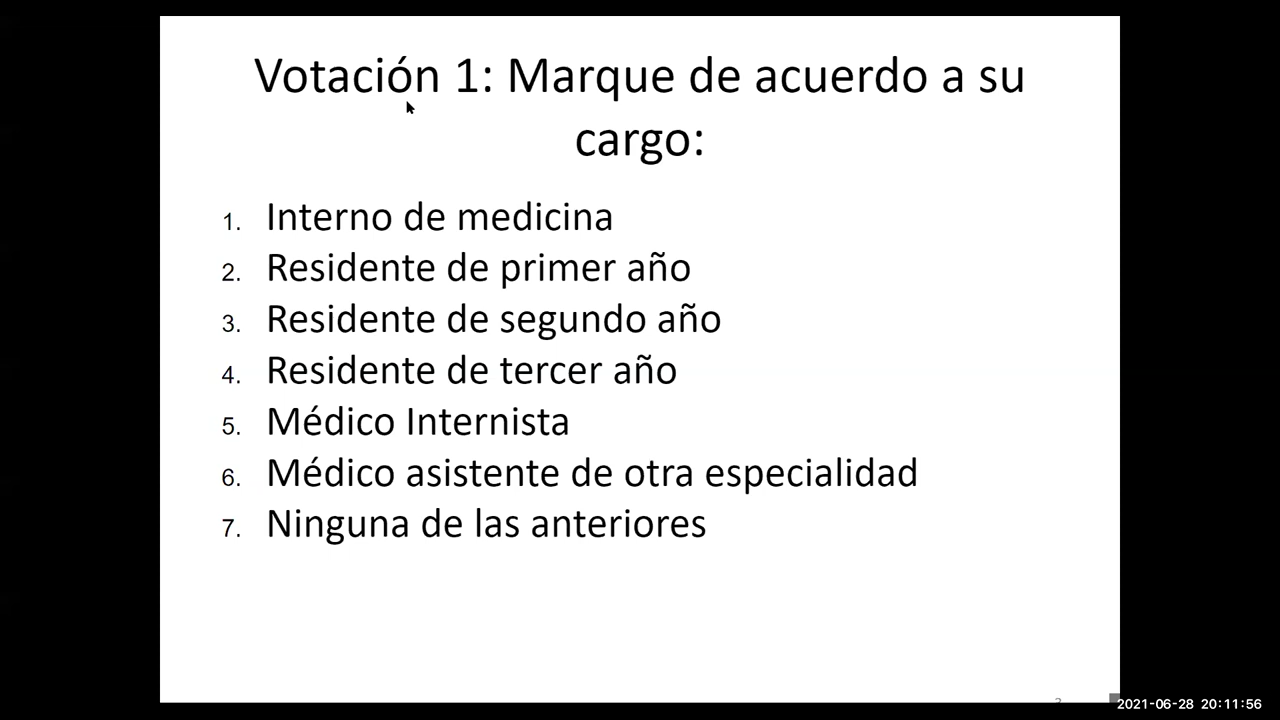 Votación 1: Marque de acuerdo a su
cargo:
1. Interno de medicina
2. Residente de primer año
3. Residente de segundo año
4. Residente de tercer año
5. Médico Internista
6. Médico asistente de otra especialidad
7. Ninguna de las anteriores
2021-06-28 20:11:56